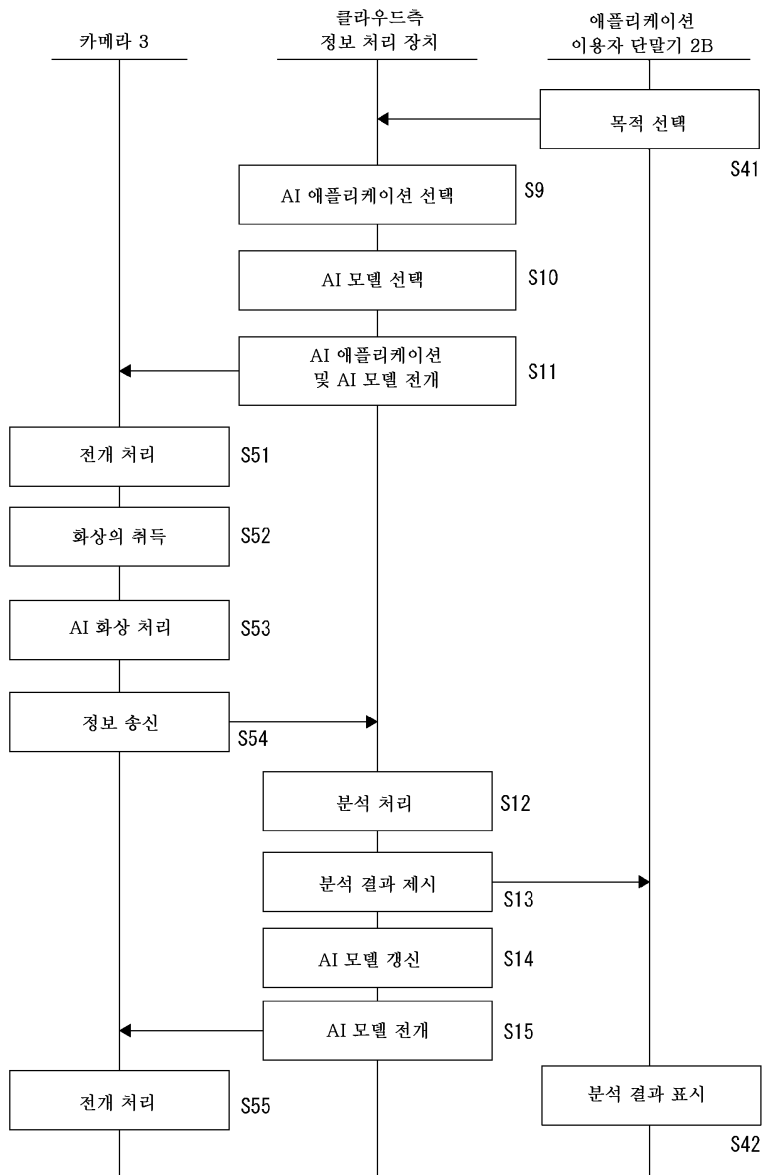 카메라 3
클라우드측
정보 처리 장치
애플리케이션
이용자 단말기 2B
목적 선택
S41
AI 애플리케이션 선택
S9
AI 모델 선택
S10
AI 애플리케이션
및 AI 모델 전개
S11
전개 처리
S51
화상의 취득
S52
AI 화상 처리
S53
정보 송신
S54
분석 처리
S12
분석 결과 제시
S13
AI 모델 갱신
S14
AI 모델 전개
S15
전개 처리
S55
분석 결과 표시
S42